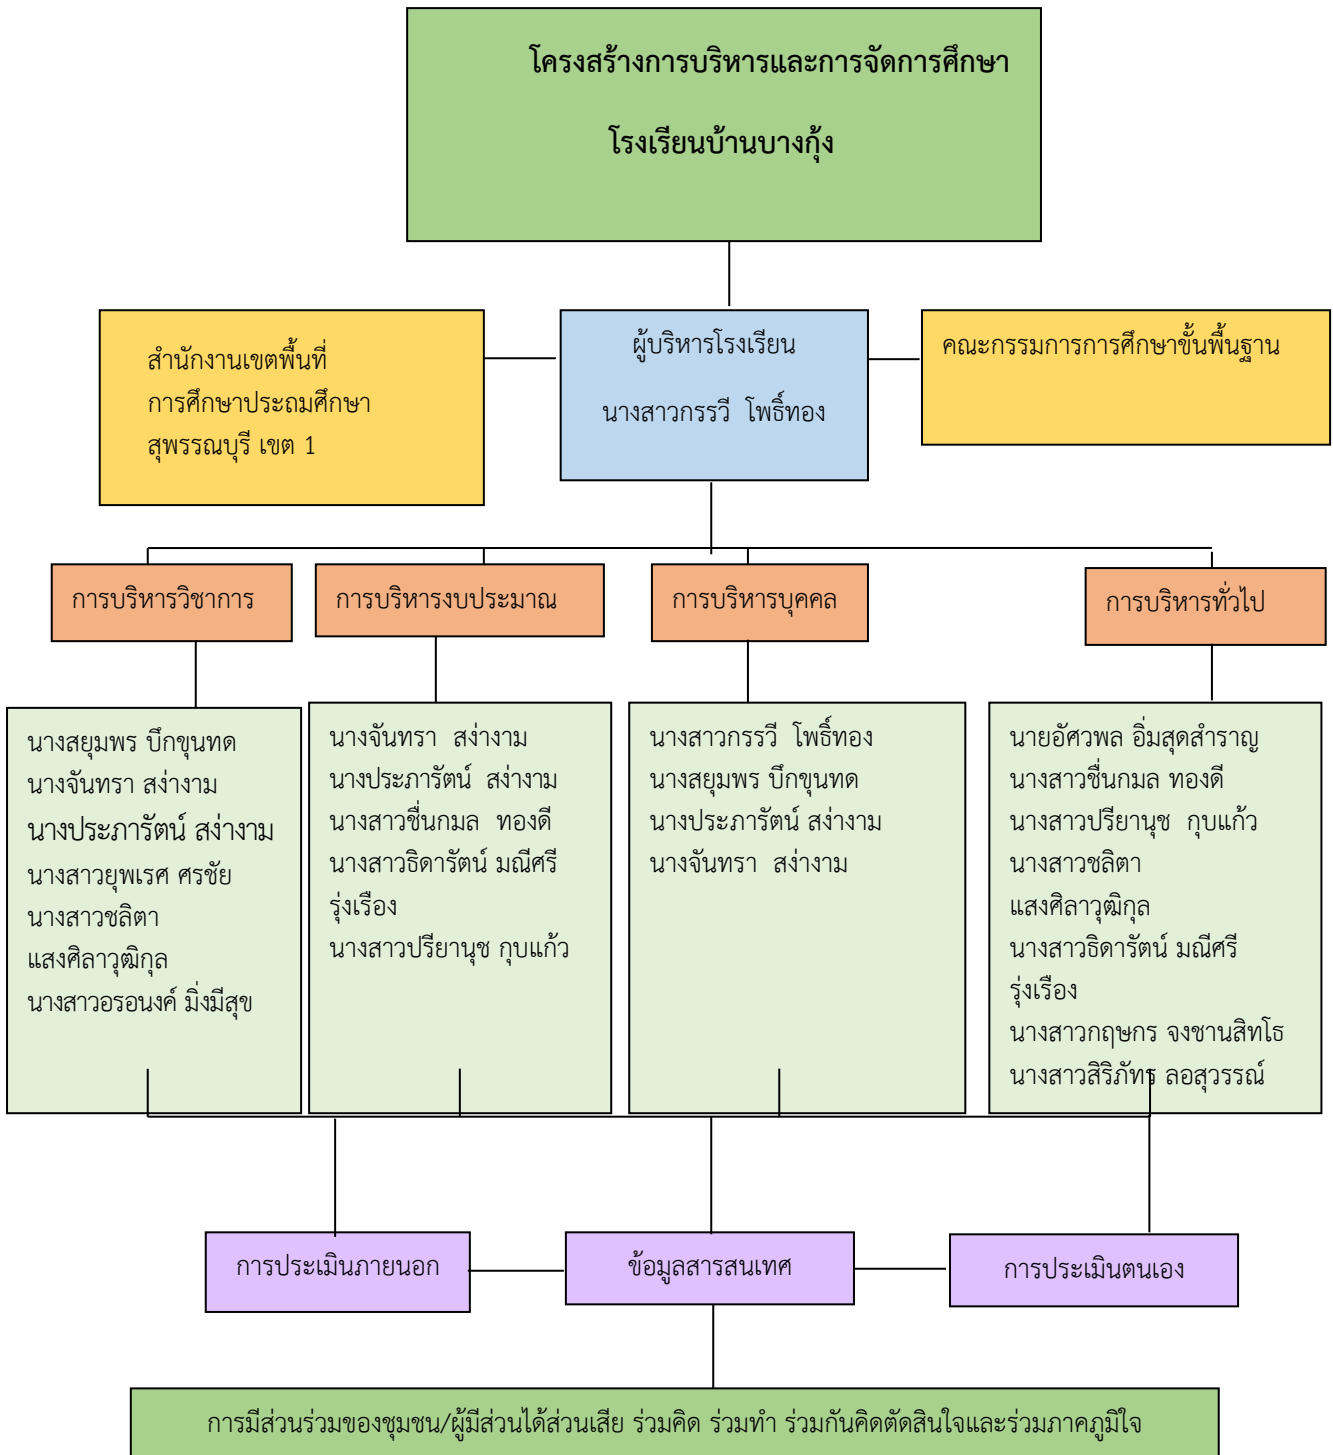 โครงสร้างการบริหารและการจัดการศึกษา
โรงเรียนบ้านบางกุ้ง
สำนักงานเขตพื้นที่
การศึกษาประถมศึกษา
สุพรรณบุรี เขต 1
ผู้บริหารโรงเรียน
นางสาวกรรวี โพธิ์ทอง
คณะกรรมการการศึกษาขั้นพื้นฐาน
การบริหารวิชาการ
การบริหารงบประมาณ
การบริหารบุคคล
การบริหารทั่วไป
นางสยุมพร บึกขุนทด
นางจันทรา สง่างาม
นางประภารัตน์ สง่างาม
นางสาวยุพเรศ ศรชัย
นางสาวชลิตา
แสงศิลาวุฒิกุล
นางสาวอรอนงค์ มิ่งมีสุข
นางจันทรา สง่างาม
นางประภารัตน์ สง่างาม
นางสาวชื่นกมล ทองดี
นางสาวธิดารัตน์ มณีศรี
รุ่งเรือง
นางสาวปรียานุช กุบแก้ว
นางสาวกรรวี โพธิ์ทอง
นางสยุมพร บึกขุนทด
นางประภารัตน์ สง่างาม
นางจันทรา สง่างาม
นายอัศวพล อิ่มสุดสำราญ
นางสาวชื่นกมล ทองดี
นางสาวปรียานุช กุบแก้ว
นางสาวชลิตา
แสงศิลาวุฒิกุล
นางสาวธิดารัตน์ มณีศรี
รุ่งเรือง
นางสาวกฤษกร จงชานสิทโธ
นางสาวสิริภัทร ลอสุวรรณ์
การประเมินภายนอก
ข้อมูลสารสนเทศ
การประเมินตนเอง
การมีส่วนร่วมของชุมชน/ผู้มีส่วนได้ส่วนเสีย ร่วมคิด ร่วมทำ ร่วมกันคิดตัดสินใจและร่วมภาคภูมิใจ